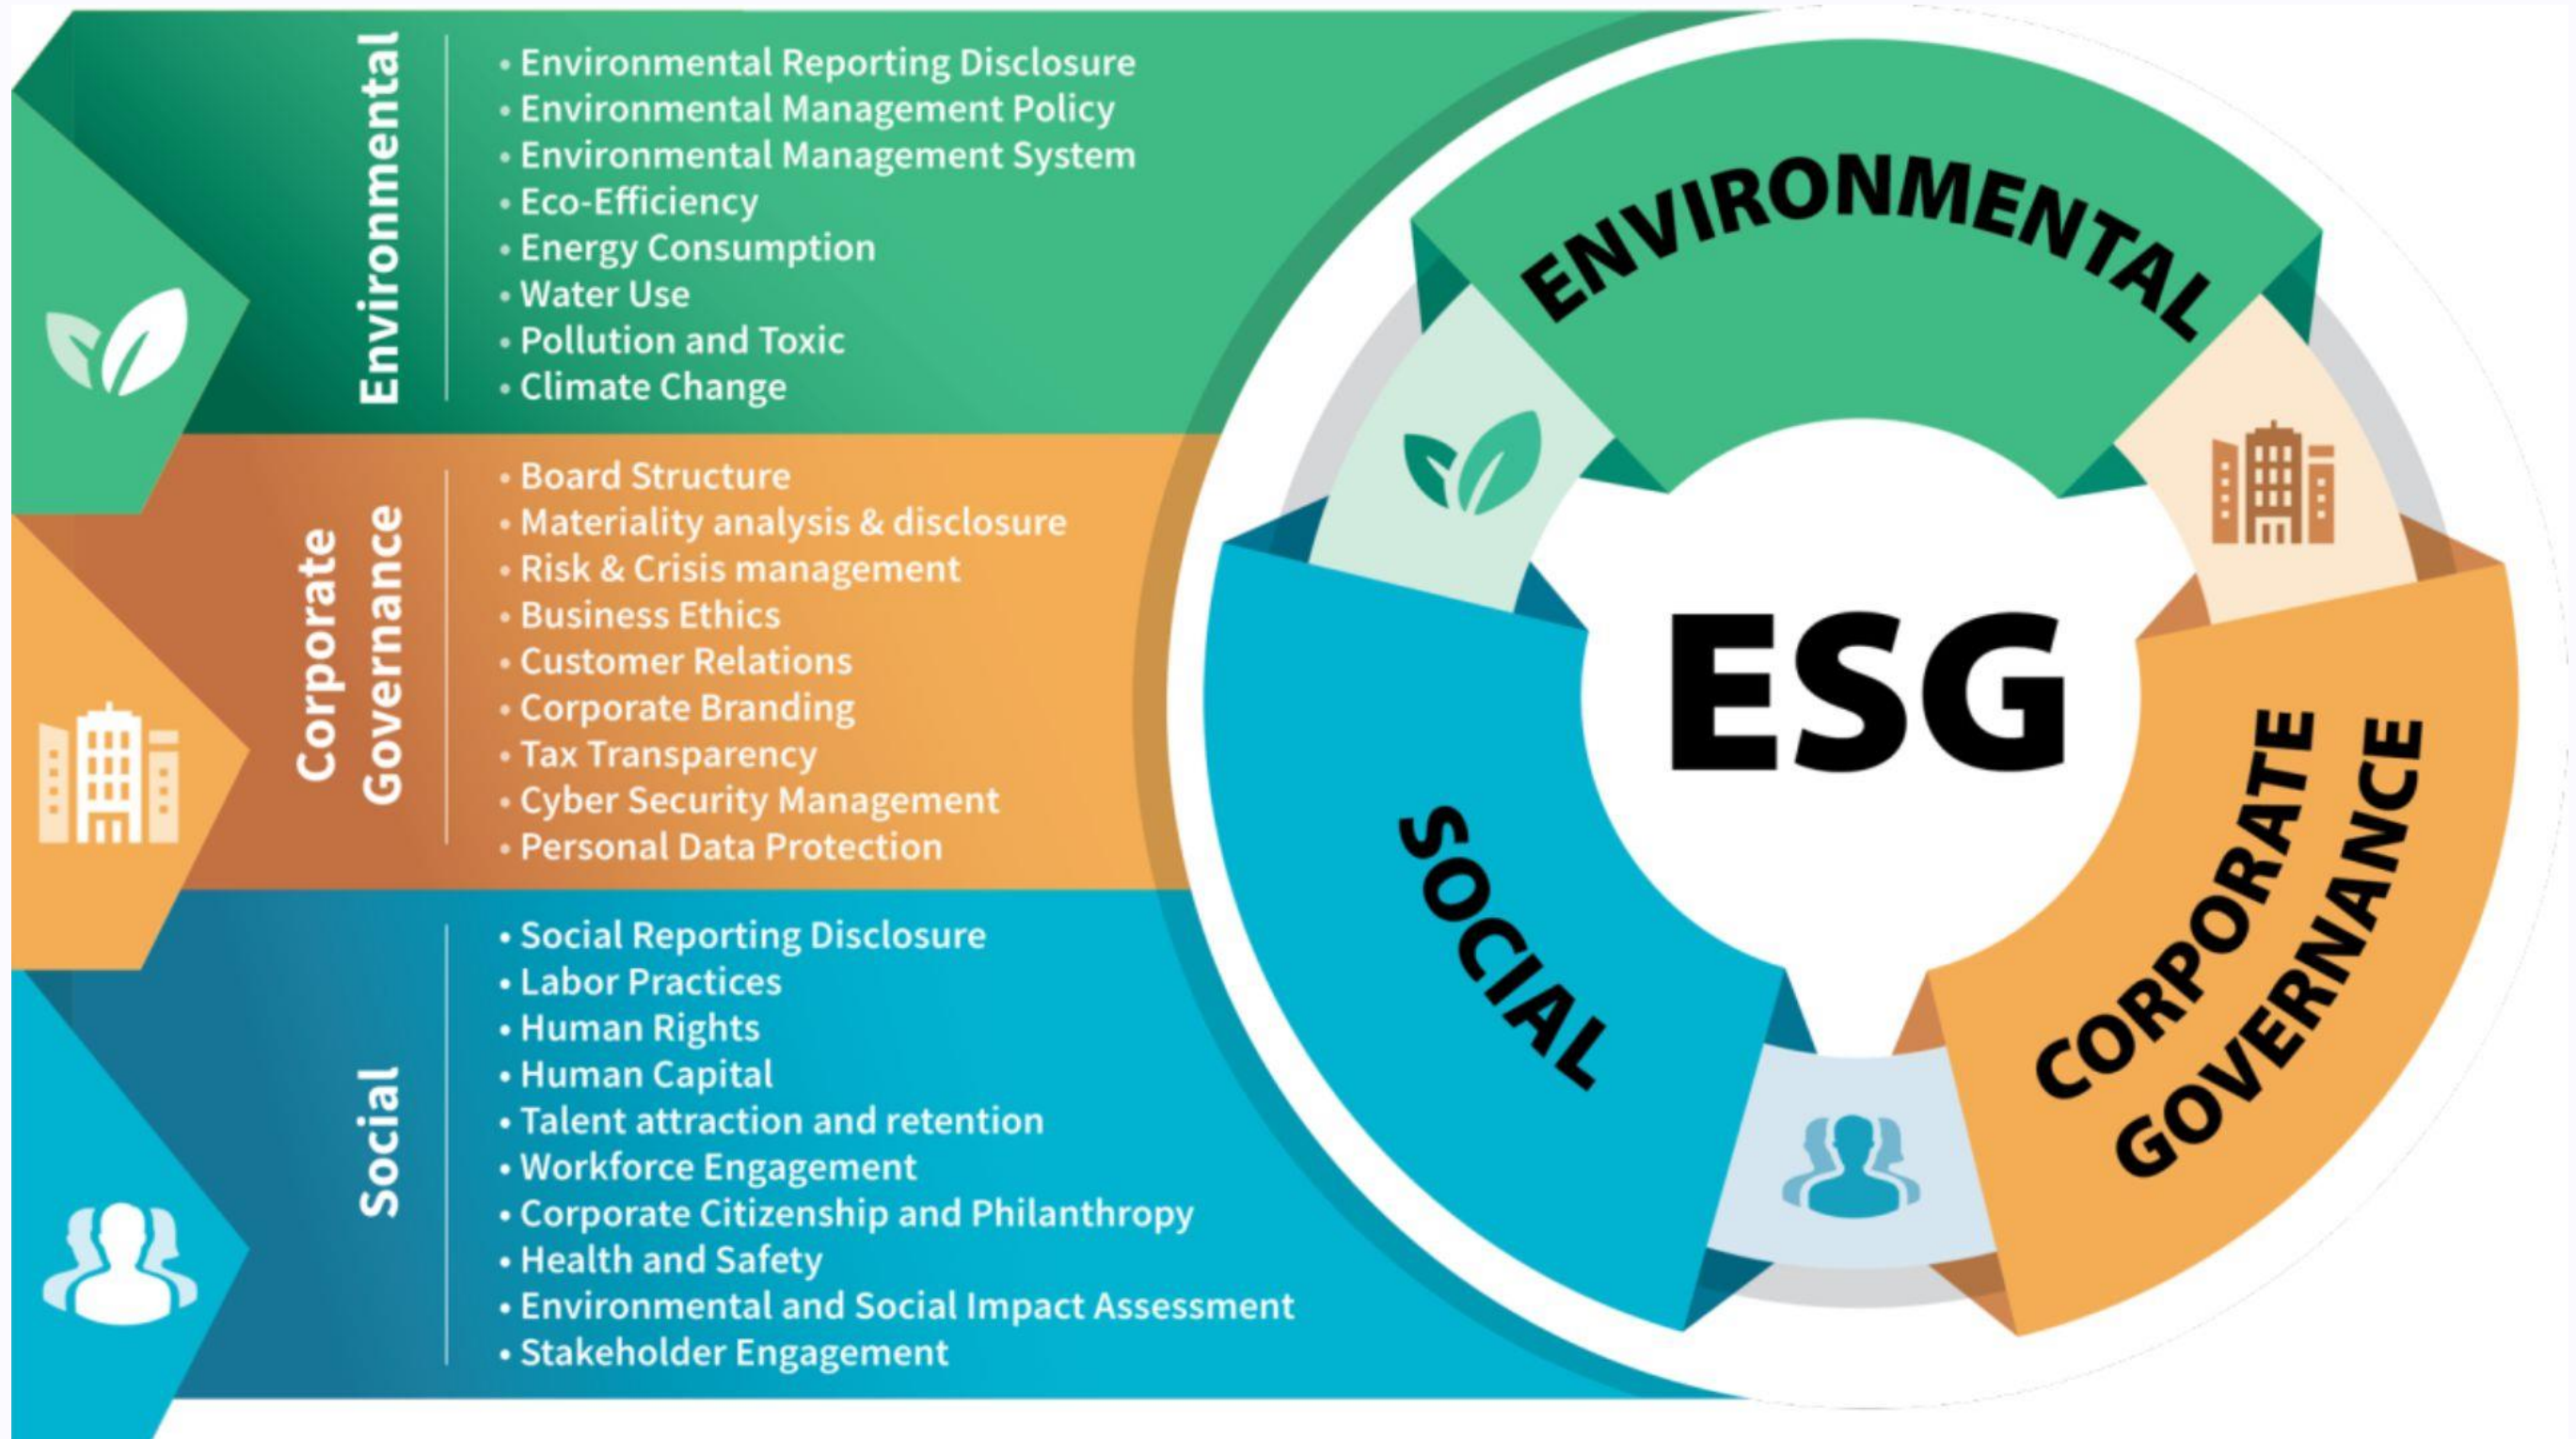 Environmental
• Environmental Reporting Disclosure
• Environmental Management Policy
• Environmental Management System
• Eco-Efficiency
• Energy Consumption
• Water Use
• Pollution and Toxic
• Climate Change
Corporate
Governance
• Board Structure
• Materiality analysis & disclosure
• Risk & Crisis management
• Business Ethics
• Customer Relations
• Corporate Branding
• Tax Transparency
• Cyber Security Management
• Personal Data Protection
Social
• Social Reporting Disclosure
• Labor Practices
• Human Rights
• Human Capital
• Talent attraction and retention
• Workforce Engagement
• Corporate Citizenship and Philanthropy
• Health and Safety
• Environmental and Social Impact Assessment
• Stakeholder Engagement
ENVIRONMENTAL
ESG
SOCIAL
CORPORATE
GOVERNANCE